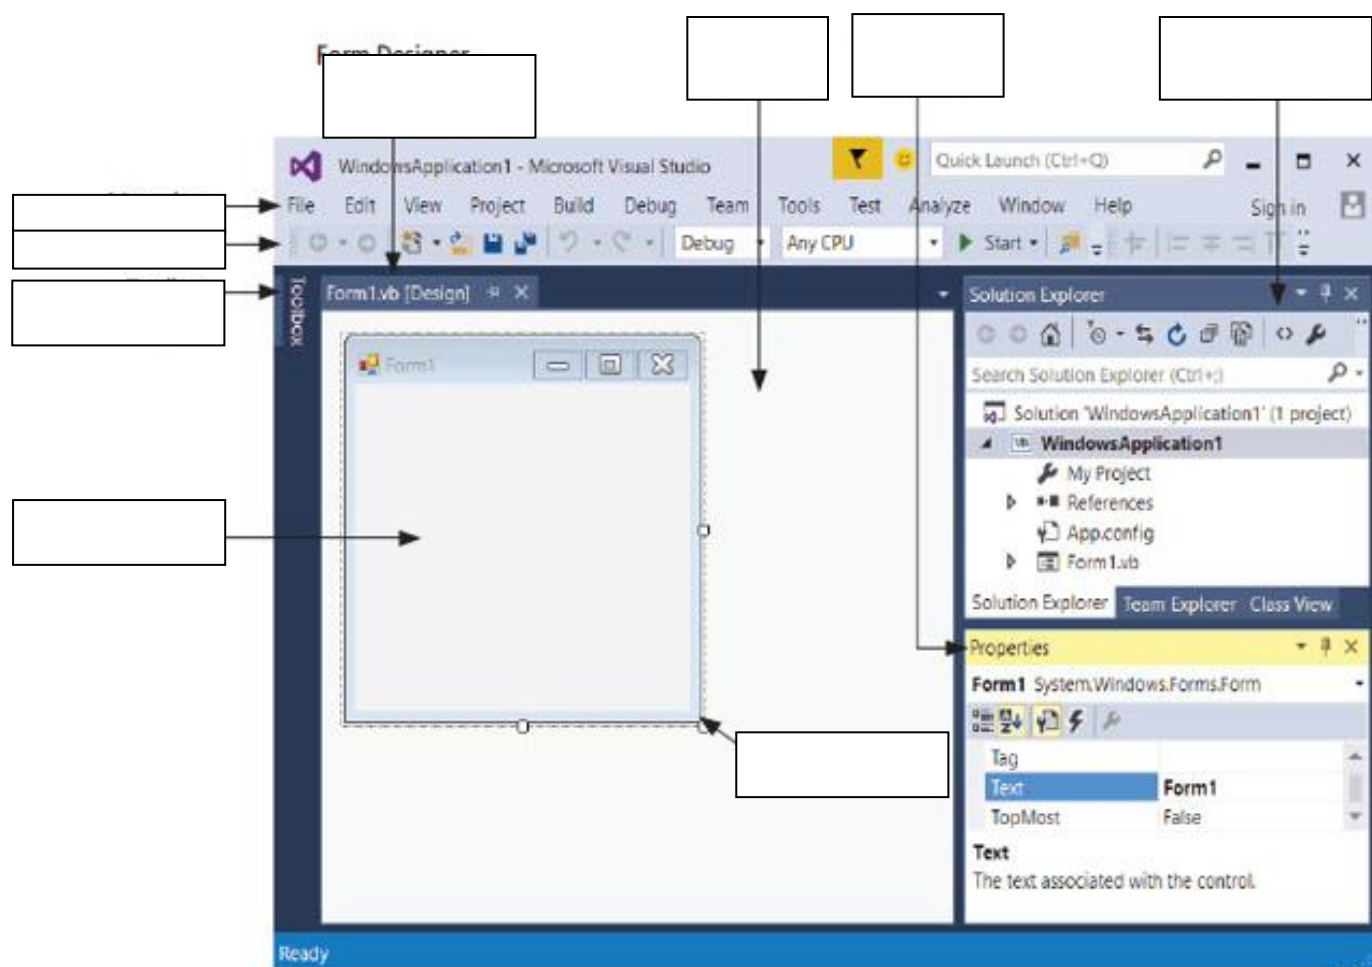 Form Designer
WindowsApplication1 - Microsoft Visual Studio
Quick Launch (Ctrl+Q)
File Edit View Project Build Debug Team Tools Test Analyze Window Help
Sign in
Debug
Any CPU
Start
Toolbox
Form1.vb [Design]
Form1
Solution Explorer
Search Solution Explorer (Ctrl+;)
Solution 'WindowsApplication1' (1 project)
WindowsApplication1
My Project
References
App.config
Form1.vb
Solution Explorer Team Explorer Class View
Properties
Form1 System.Windows.Forms.Form
Tag
Text Form1
TopMost False
Text
The text associated with the control.
Ready